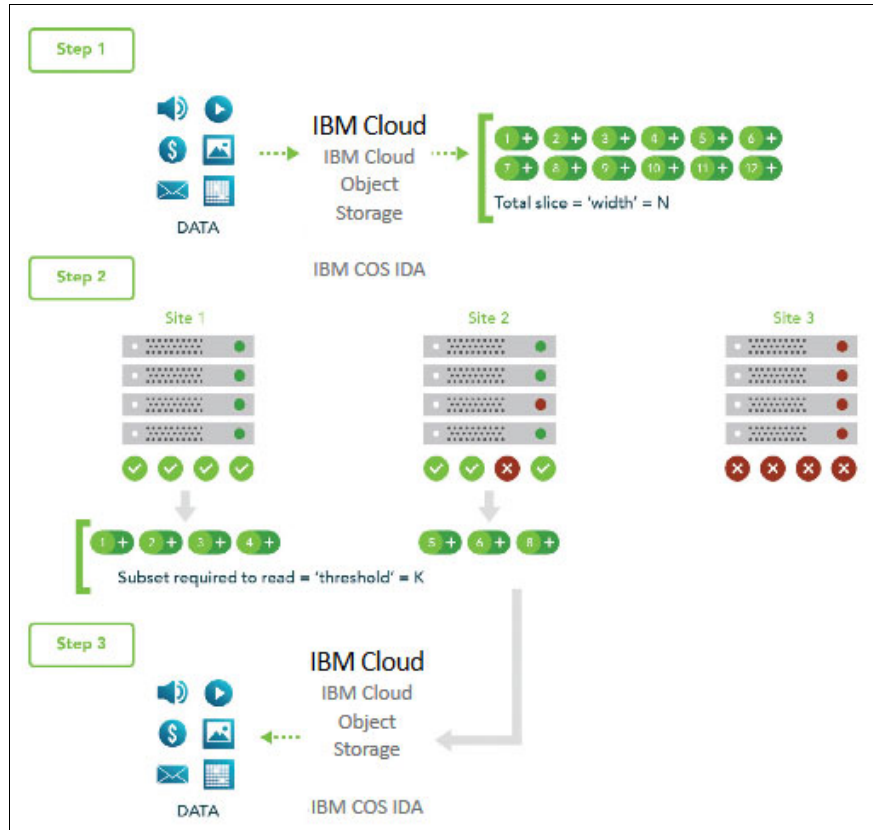 Step 1
IBM Cloud
IBM Cloud
Object
Storage
DATA
1 + 2 + 3 + 4 + 5 + 6 +
7 + 8 + 9 + 10 + 11 + 12 +
Total slice = 'width' = N
IBM COS IDA
Step 2
Site 1 Site 2 Site 3
1 + 2 + 3 + 4 + 5 + 6 + 8 +
Subset required to read = 'threshold' = K
Step 3
IBM Cloud
IBM Cloud
Object
Storage
DATA
IBM COS IDA